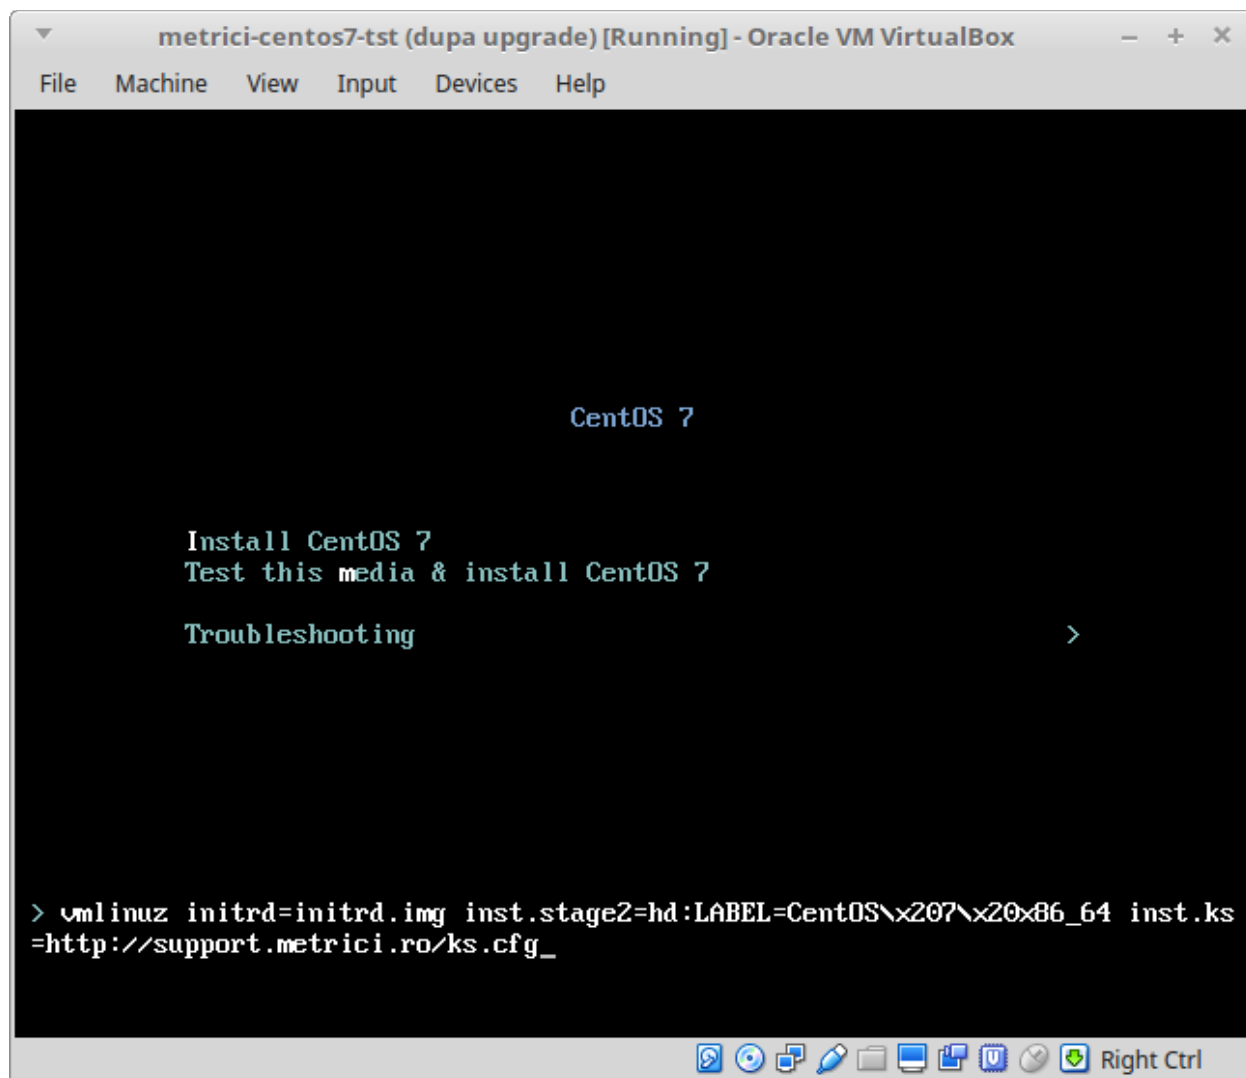 metrici-centos7-tst (dupa upgrade) [Running] - Oracle VM VirtualBox
File Machine View Input Devices Help
CentOS 7
Install CentOS 7
Test this media & install CentOS 7
Troubleshooting >
> vmlinuz initrd=initrd.img inst.stage2=hd:LABEL=CentOS\x207\x20x86_64 inst.ks
=http://support.metrici.ro/ks.cfg_
Right Ctrl